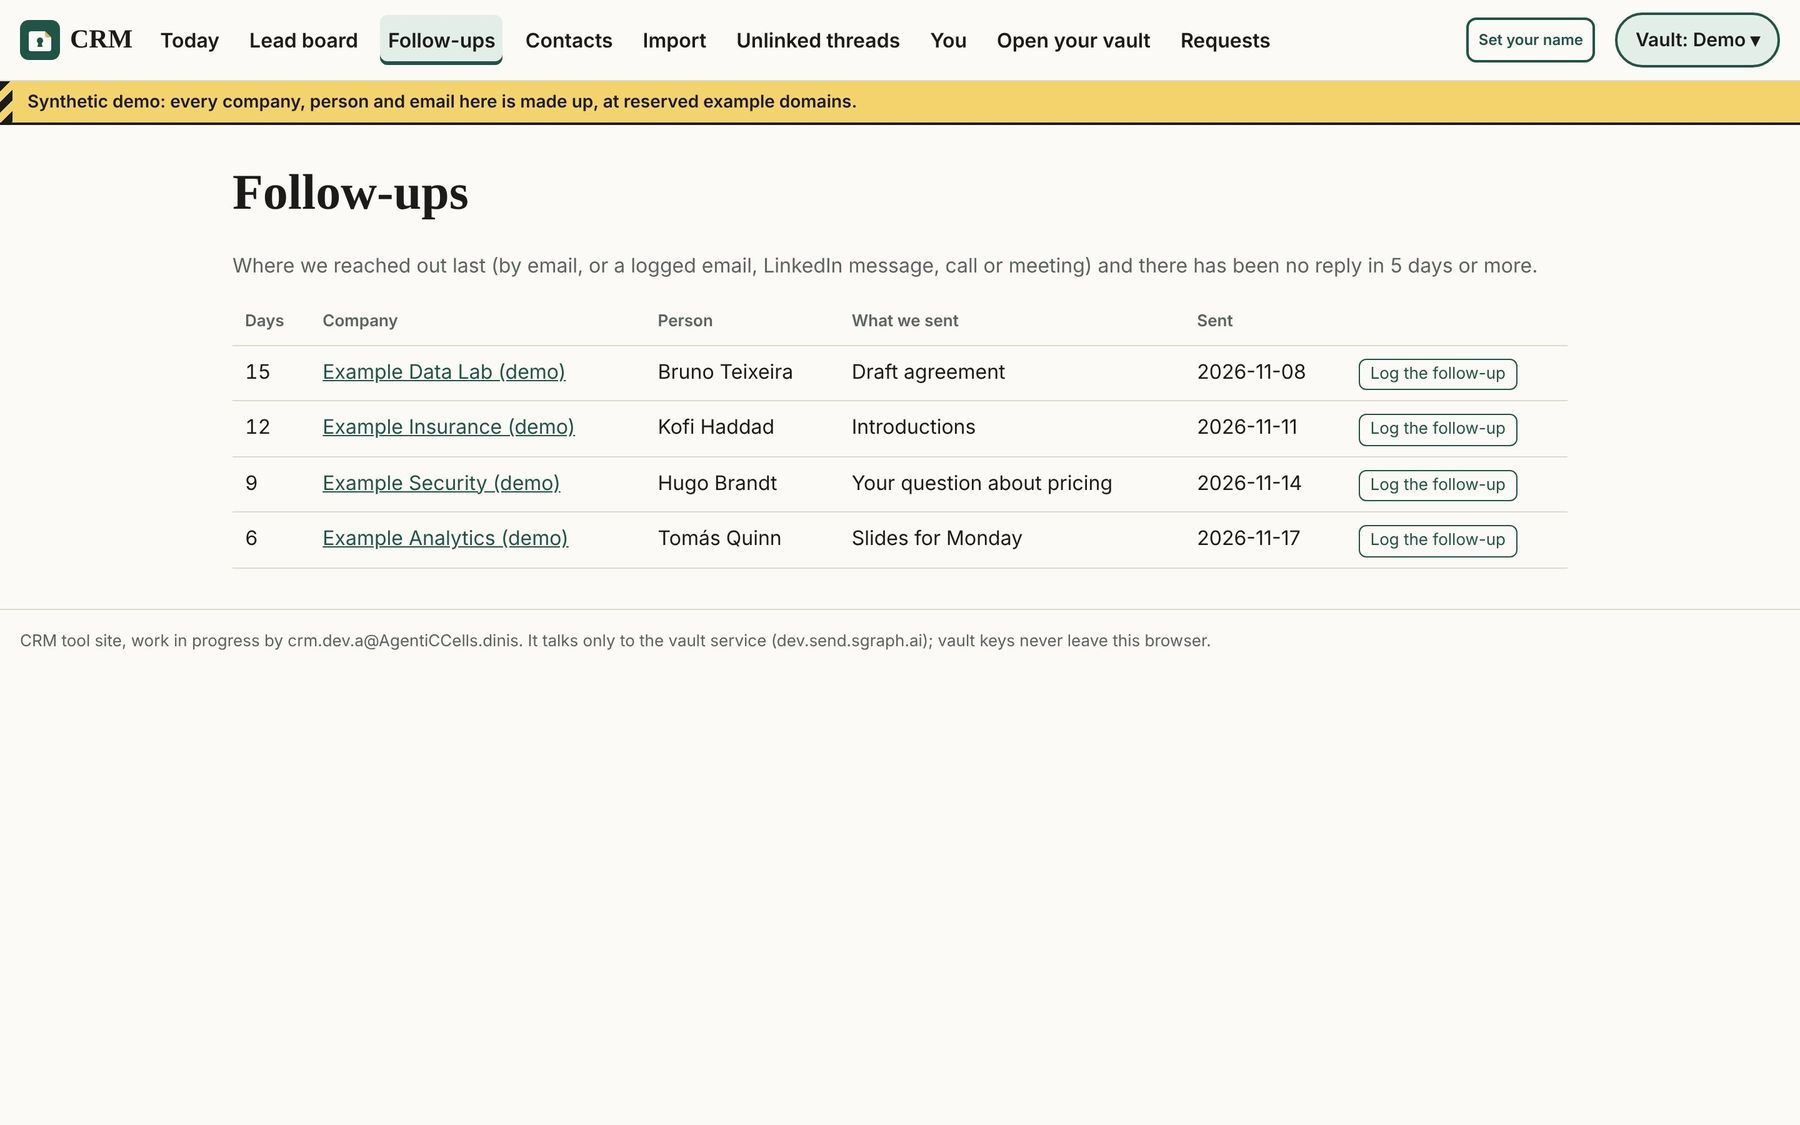 CRM Today Lead board Follow-ups Contacts Import Unlinked threads You Open your vault Requests Set your name Vault: Demo ▾
Synthetic demo: every company, person and email here is made up, at reserved example domains.
Follow-ups
Where we reached out last (by email, or a logged email, LinkedIn message, call or meeting) and there has been no reply in 5 days or more.
Days Company Person What we sent Sent
15 Example Data Lab (demo) Bruno Teixeira Draft agreement 2026-11-08 Log the follow-up
12 Example Insurance (demo) Kofi Haddad Introductions 2026-11-11 Log the follow-up
9 Example Security (demo) Hugo Brandt Your question about pricing 2026-11-14 Log the follow-up
6 Example Analytics (demo) Tomás Quinn Slides for Monday 2026-11-17 Log the follow-up
CRM tool site, work in progress by crm.dev.a@AgentiCCells.dinis. It talks only to the vault service (dev.send.sgraph.ai); vault keys never leave this browser.